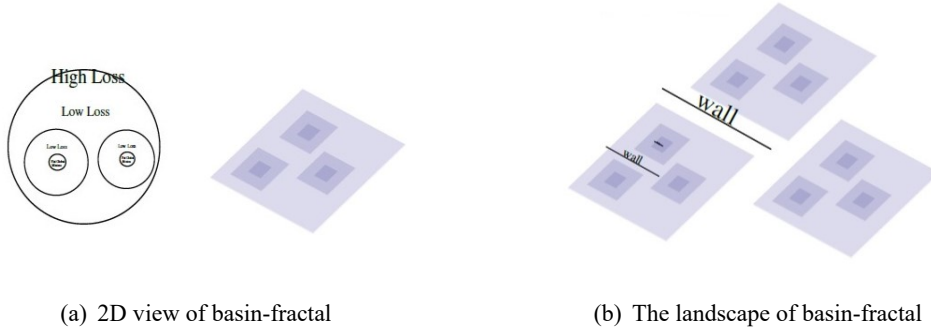 High Loss
Low Loss
Low Loss
Low Loss
wall
wall
(a) 2D view of basin-fractal
(b) The landscape of basin-fractal